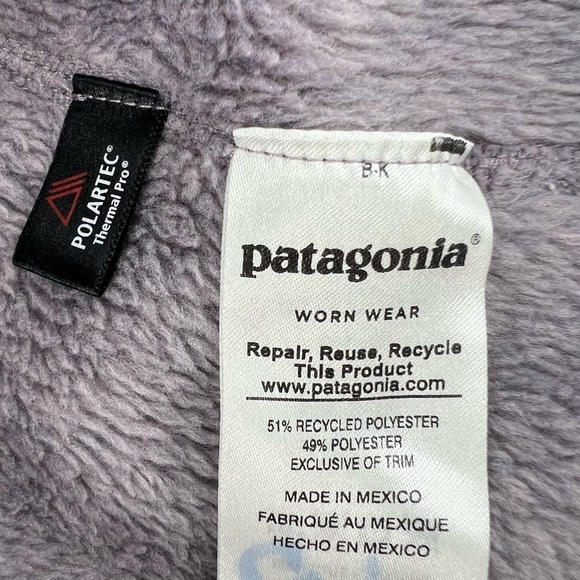 POLARTEC®
Thermal Pro®
B-K
patagonia®
WORN WEAR
Repair, Reuse, Recycle
This Product
www.patagonia.com
51% RECYCLED POLYESTER
49% POLYESTER
EXCLUSIVE OF TRIM
MADE IN MEXICO
FABRIQUÉ AU MEXIQUE
HECHO EN MÉXICO